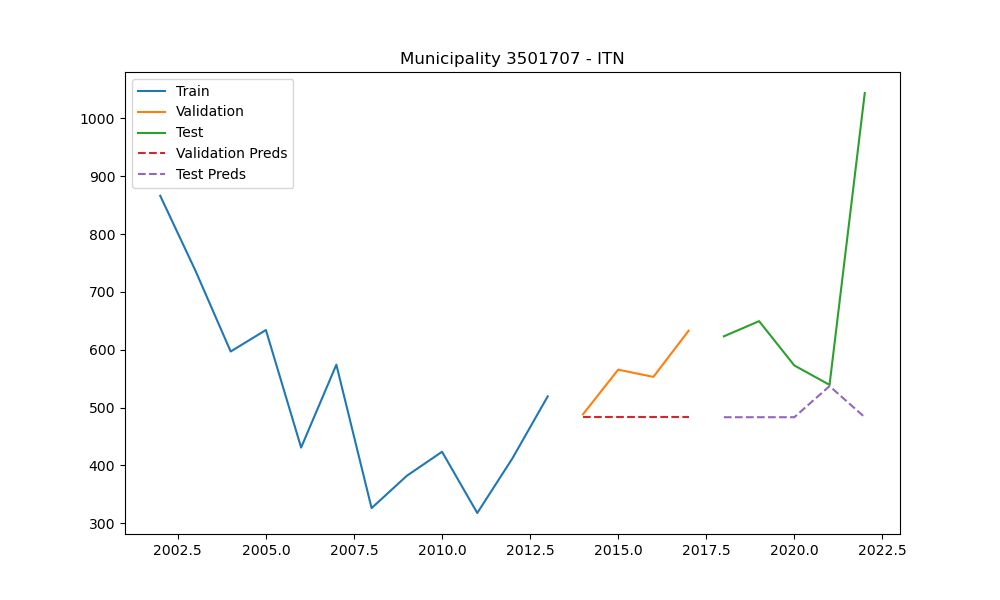 Municipality 3501707 - ITN
Train
Validation
Test
Validation Preds
Test Preds
1000
900
800
700
600
500
400
300
2002.5 2005.0 2007.5 2010.0 2012.5 2015.0 2017.5 2020.0 2022.5